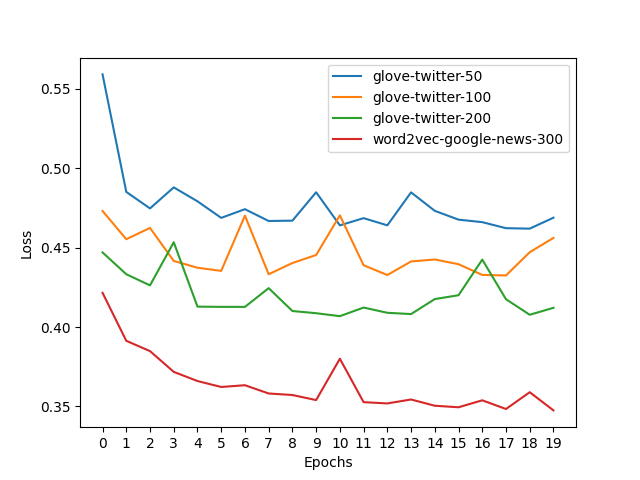 glove-twitter-50
glove-twitter-100
glove-twitter-200
word2vec-google-news-300
0.55
0.50
0.45
0.40
0.35
Loss
0 1 2 3 4 5 6 7 8 9 10 11 12 13 14 15 16 17 18 19
Epochs